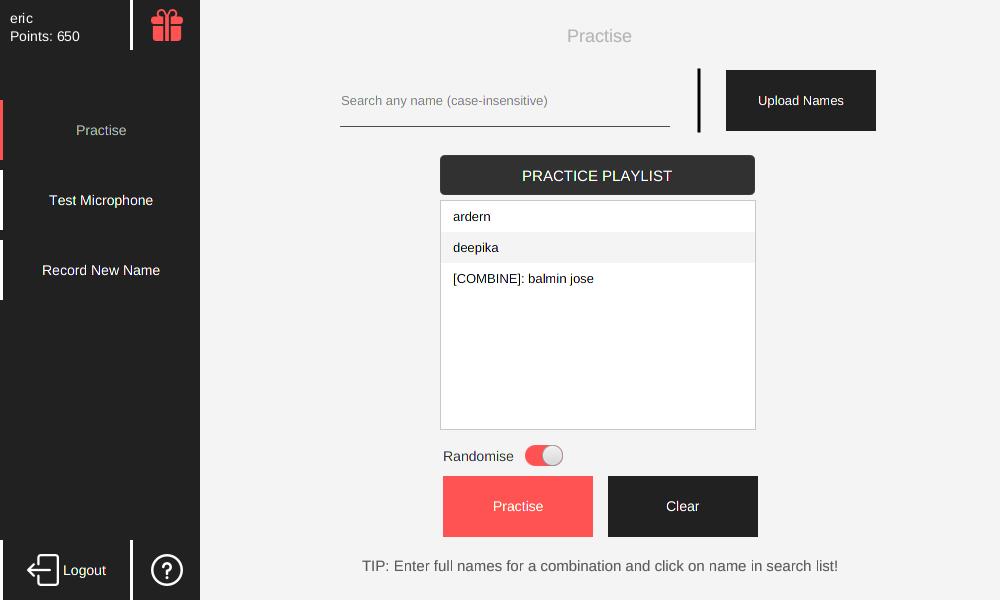 eric
Points: 650
Practise
Test Microphone
Record New Name
Logout
Practise
Search any name (case-insensitive)
Upload Names
PRACTICE PLAYLIST
ardern
deepika
[COMBINE]: balmin jose
Randomise
Practise
Clear
TIP: Enter full names for a combination and click on name in search list!